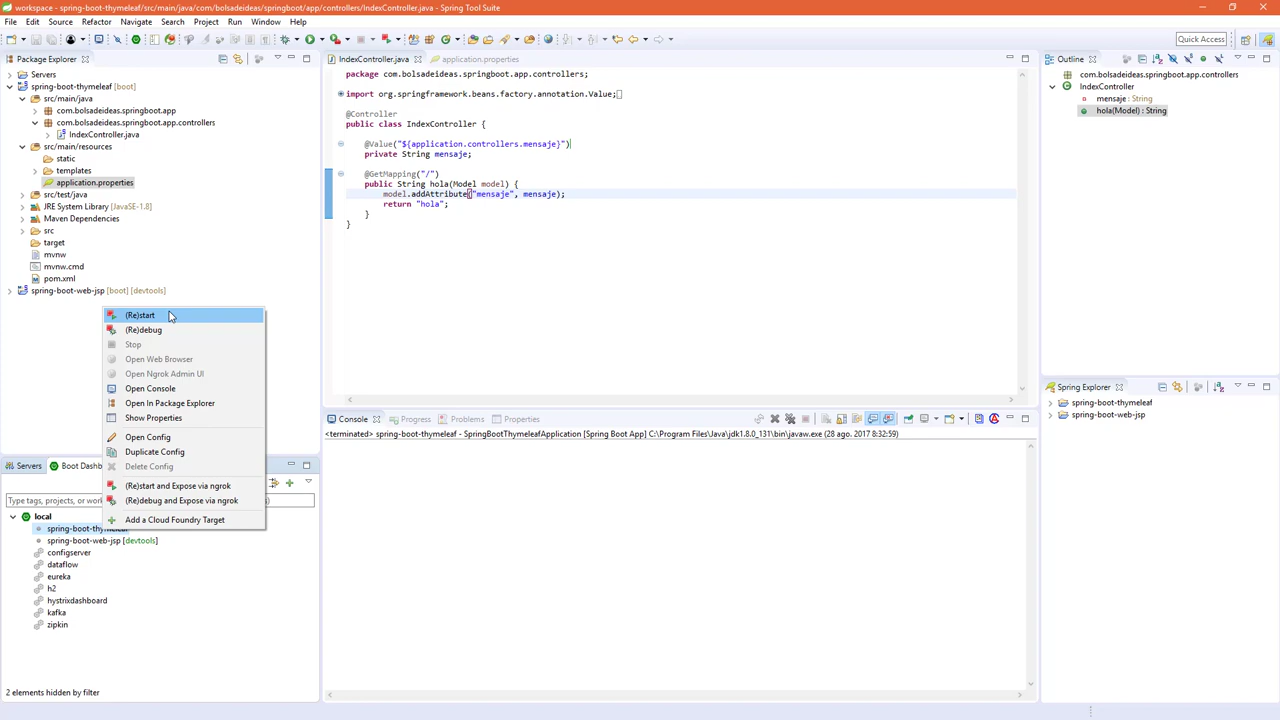 workspace - spring-boot-thymeleaf/src/main/java/com/bolsadeideas/springboot/app/controllers/IndexController.java - Spring Tool Suite
File Edit Source Refactor Navigate Search Project Run Window Help
Quick Access
Package Explorer
Servers
spring-boot-thymeleaf [boot]
src/main/java
com.bolsadeideas.springboot.app
com.bolsadeideas.springboot.app.controllers
IndexController.java
src/main/resources
static
templates
application.properties
src/test/java
JRE System Library [JavaSE-1.8]
Maven Dependencies
src
target
mvnw
mvnw.cmd
pom.xml
spring-boot-web-jsp [boot] [devtools]
(Re)start
(Re)debug
Stop
Open Web Browser
Open Ngrok Admin UI
Open Console
Open In Package Explorer
Show Properties
Open Config
Duplicate Config
Delete Config
(Re)start and Expose via ngrok
(Re)debug and Expose via ngrok
Add a Cloud Foundry Target
Servers Boot Dashb
Type tags, projects, or work
local
spring-boot-thymeleaf
spring-boot-web-jsp [devtools]
configserver
dataflow
eureka
h2
hystrixdashboard
kafka
zipkin
2 elements hidden by filter
IndexController.java application.properties
package com.bolsadeideas.springboot.app.controllers;
import org.springframework.beans.factory.annotation.Value;
@Controller
public class IndexController {
@Value("${application.controllers.mensaje}")
private String mensaje;
@GetMapping("/")
public String hola(Model model) {
model.addAttribute("mensaje", mensaje);
return "hola";
}
}
Console Progress Problems Properties
<terminated> spring-boot-thymeleaf - SpringBootThymeleafApplication [Spring Boot App] C:\Program Files\Java\jdk1.8.0_131\bin\javaw.exe (28 ago. 2017 8:32:59)
Outline
com.bolsadeideas.springboot.app.controllers
IndexController
mensaje : String
hola(Model) : String
Spring Explorer
spring-boot-thymeleaf
spring-boot-web-jsp